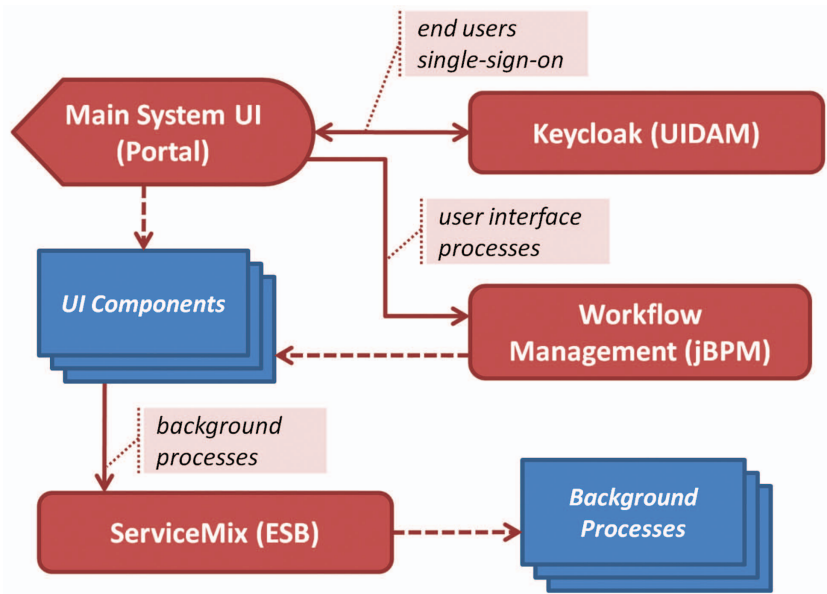 end users
single-sign-on
Main System UI
(Portal)
Keycloak (UIDAM)
user interface
processes
UI Components
Workflow
Management (jBPM)
background
processes
Background
Processes
ServiceMix (ESB)